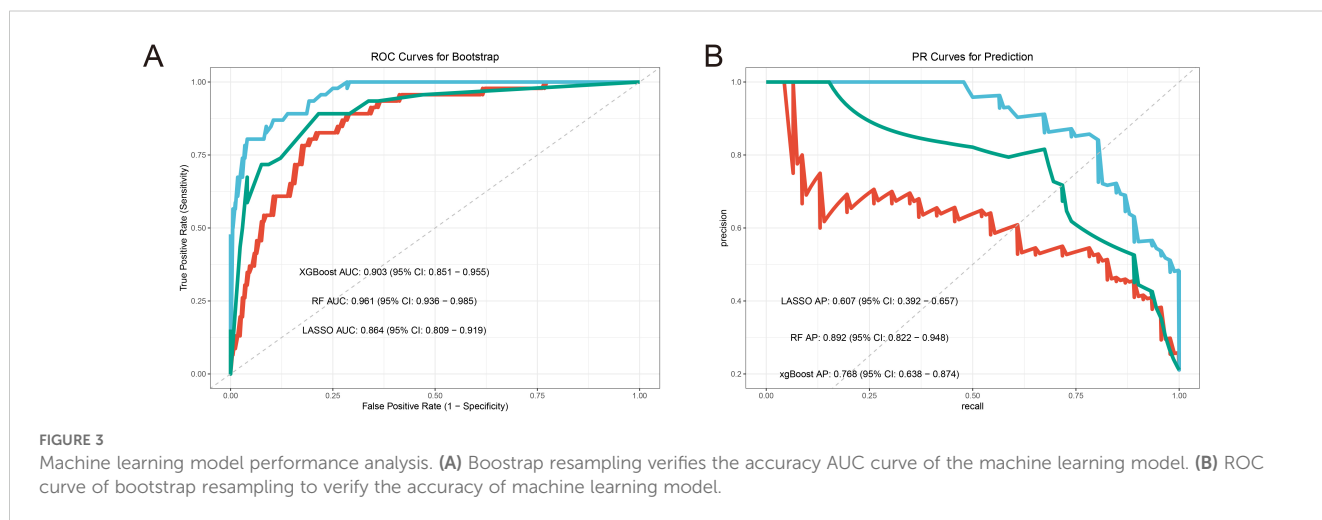 A
ROC Curves for Bootstrap
1.00
0.75
0.50
0.25
0.00
True Positive Rate (Sensitivity)
XGBoost AUC: 0.903 (95% CI: 0.851 − 0.955)
RF AUC: 0.961 (95% CI: 0.936 − 0.985)
LASSO AUC: 0.864 (95% CI: 0.809 − 0.919)
0.00 0.25 0.50 0.75 1.00
False Positive Rate (1 − Specificity)
B
PR Curves for Prediction
1.0
0.8
0.6
0.4
0.2
precision
LASSO AP: 0.607 (95% CI: 0.392 − 0.657)
RF AP: 0.892 (95% CI: 0.822 − 0.948)
xgBoost AP: 0.768 (95% CI: 0.638 − 0.874)
0.00 0.25 0.50 0.75 1.00
recall
FIGURE 3
Machine learning model performance analysis. (A) Boostrap resampling verifies the accuracy AUC curve of the machine learning model. (B) ROC
curve of bootstrap resampling to verify the accuracy of machine learning model.